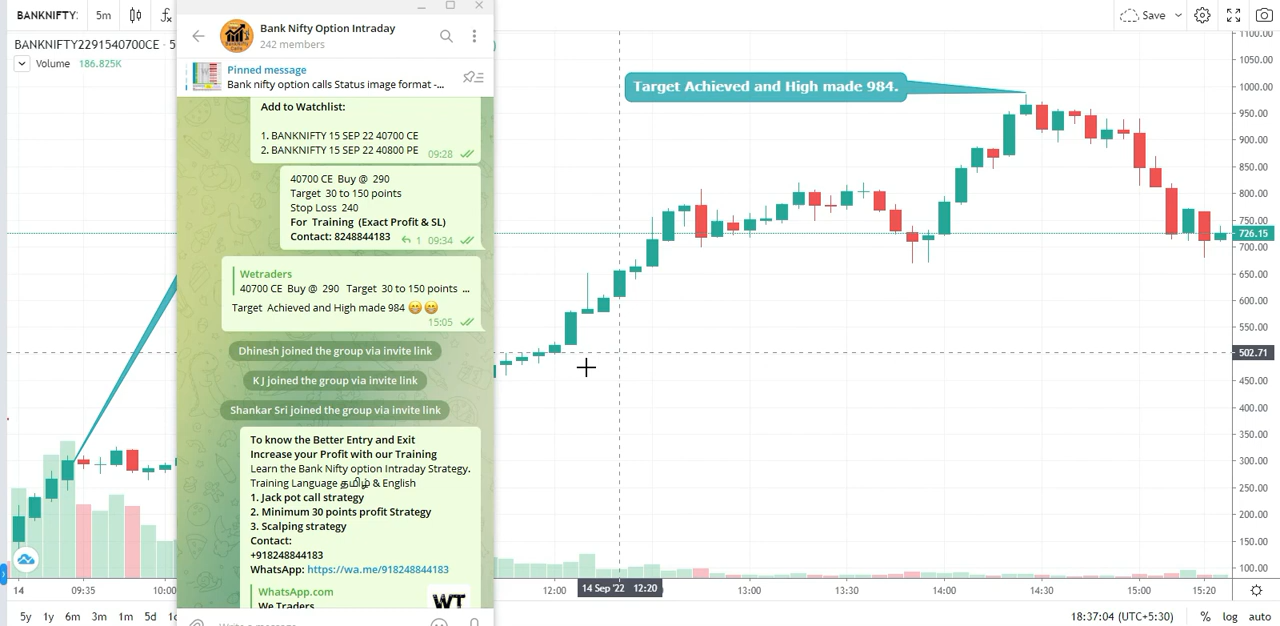 BANKNIFTY:
5m
Save
BANKNIFTY2291540700CE · 5
Volume 186.825K
Bank Nifty Option Intraday
242 members
Pinned message
Bank nifty option calls Status image format -...
Add to Watchlist:
1. BANKNIFTY 15 SEP 22 40700 CE
2. BANKNIFTY 15 SEP 22 40800 PE
09:28
40700 CE Buy @ 290
Target 30 to 150 points
Stop Loss 240
For Training (Exact Profit & SL)
Contact: 8248844183
1 09:34
Wetraders
40700 CE Buy @ 290 Target 30 to 150 points ...
Target Achieved and High made 984
15:05
Dhinesh joined the group via invite link
K J joined the group via invite link
Shankar Sri joined the group via invite link
To know the Better Entry and Exit
Increase your Profit with our Training
Learn the Bank Nifty option Intraday Strategy.
Training Language தமிழ் & English
1. Jack pot call strategy
2. Minimum 30 points profit Strategy
3. Scalping strategy
Contact:
+918248844183
WhatsApp: https://wa.me/918248844183
WhatsApp.com
We Traders
WT
Write a message...
Target Achieved and High made 984.
1100.00
1050.00
1000.00
950.00
900.00
850.00
800.00
750.00
726.15
700.00
650.00
600.00
550.00
502.71
450.00
400.00
350.00
300.00
250.00
200.00
150.00
100.00
14
09:35
10:00
12:00
14 Sep '22 12:20
13:00
13:30
14:00
14:30
15:00
15:20
5y
1y
6m
3m
1m
5d
18:37:04 (UTC+5:30)
%
log
auto